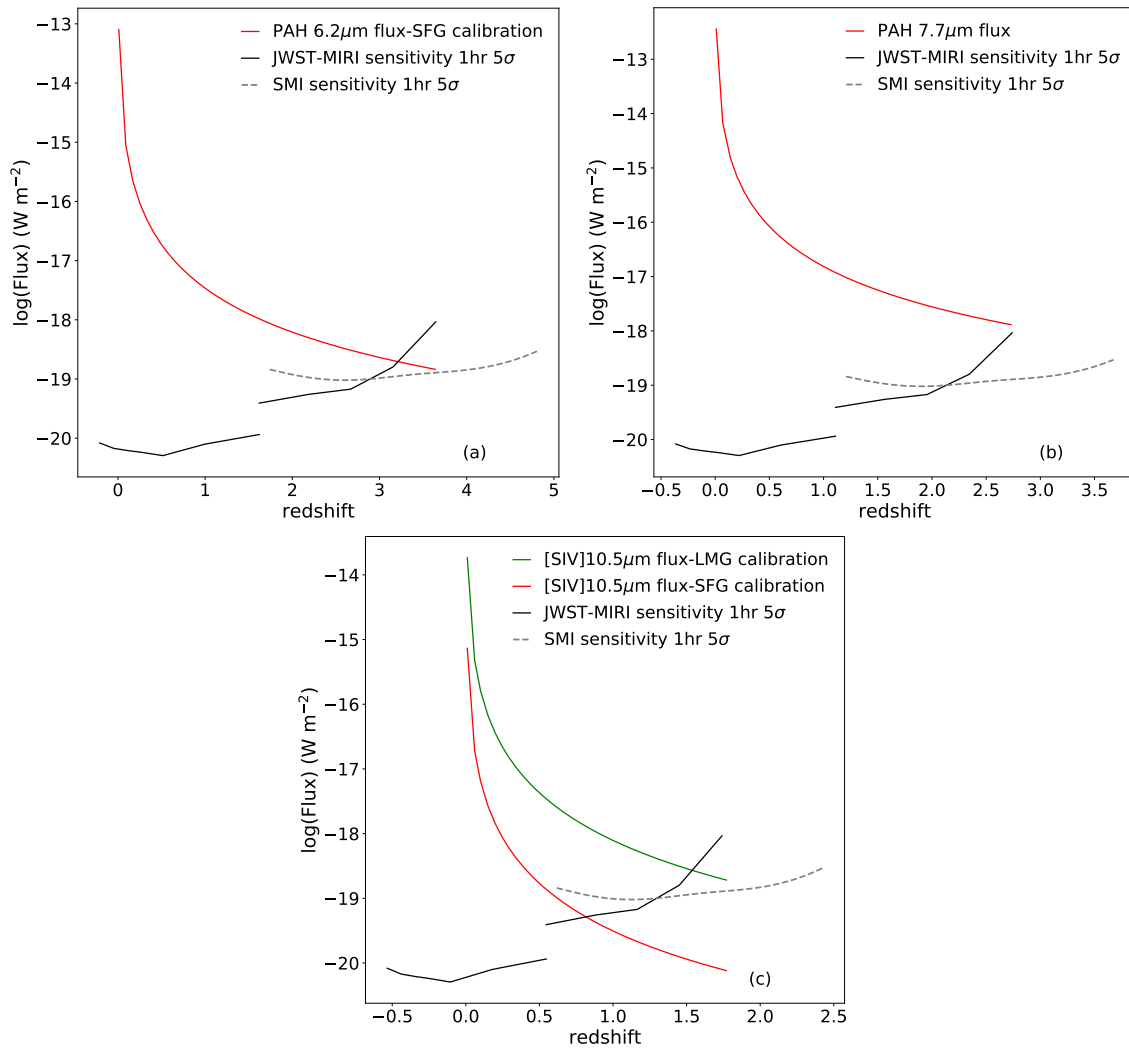 PAH 6.2μm flux-SFG calibration
JWST-MIRI sensitivity 1hr 5σ
SMI sensitivity 1hr 5σ
log(Flux) (W m−2)
−13
−14
−15
−16
−17
−18
−19
−20
(a)
0 1 2 3 4 5
redshift
PAH 7.7μm flux
JWST-MIRI sensitivity 1hr 5σ
SMI sensitivity 1hr 5σ
log(Flux) (W m−2)
−13
−14
−15
−16
−17
−18
−19
−20
(b)
−0.5 0.0 0.5 1.0 1.5 2.0 2.5 3.0 3.5
redshift
[SIV]10.5μm flux-LMG calibration
[SIV]10.5μm flux-SFG calibration
JWST-MIRI sensitivity 1hr 5σ
SMI sensitivity 1hr 5σ
log(Flux) (W m−2)
−14
−15
−16
−17
−18
−19
−20
(c)
−0.5 0.0 0.5 1.0 1.5 2.0 2.5
redshift